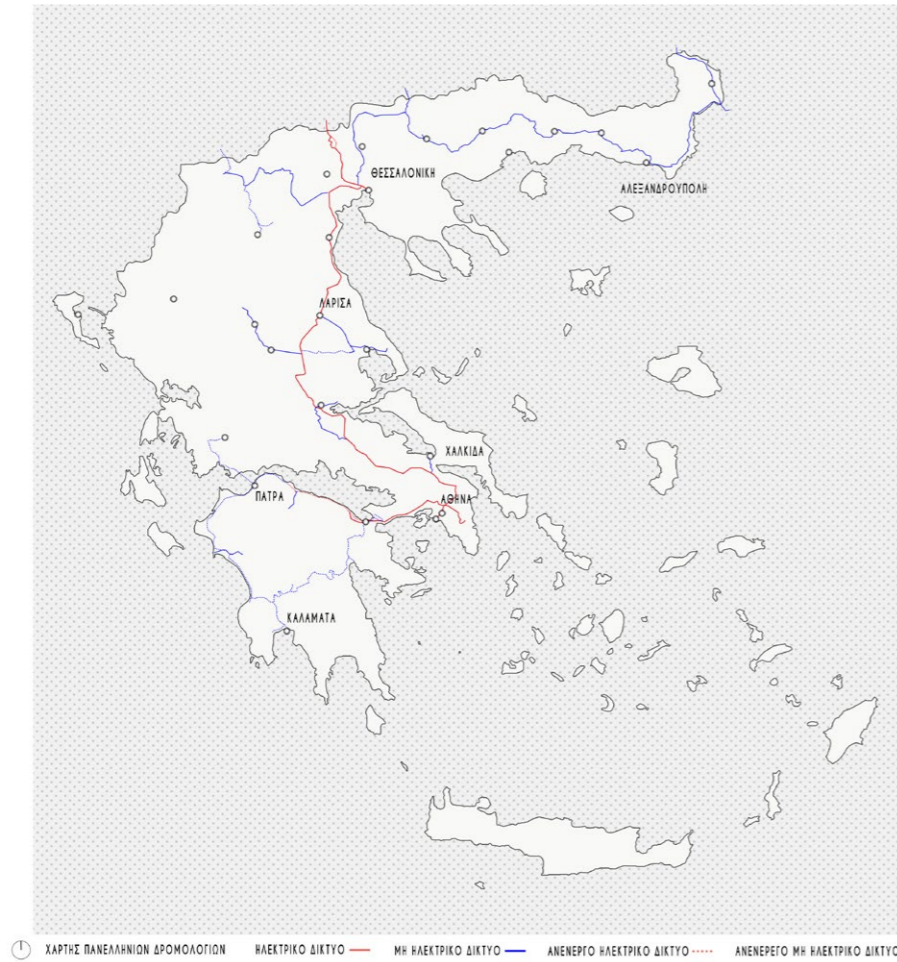 ΘΕΣΣΑΛΟΝΙΚΗ
ΑΛΕΞΑΝΔΡΟΥΠΟΛΗ
ΛΑΡΙΣΑ
ΧΑΛΚΙΔΑ
ΠΑΤΡΑ
ΑΘΗΝΑ
ΚΑΛΑΜΑΤΑ
ΧΑΡΤΗΣ ΠΑΝΕΛΛΗΝΙΩΝ ΔΡΟΜΟΛΟΓΙΩΝ ΗΛΕΚΤΡΙΚΟ ΔΙΚΤΥΟ ΜΗ ΗΛΕΚΤΡΙΚΟ ΔΙΚΤΥΟ ΑΝΕΝΕΡΓΟ ΗΛΕΚΤΡΙΚΟ ΔΙΚΤΥΟ ΑΝΕΝΕΡΕΓΟ ΜΗ ΗΛΕΚΤΡΙΚΟ ΔΙΚΤΥΟ